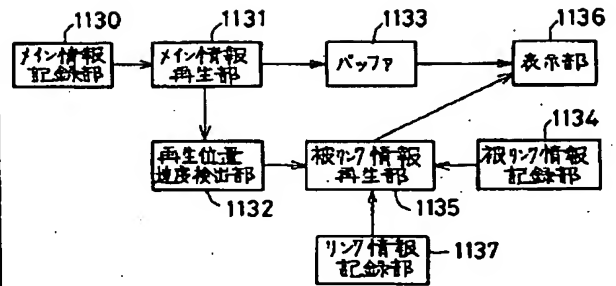 1130
1131
1133
1136
メイン情報
記録部
メイン情報
再生部
バッファ
表示部
1134
再生位置
速度検出部
被リンク情報
再生部
被リンク情報
記録部
1132
1135
リンク情報
記録部
1137